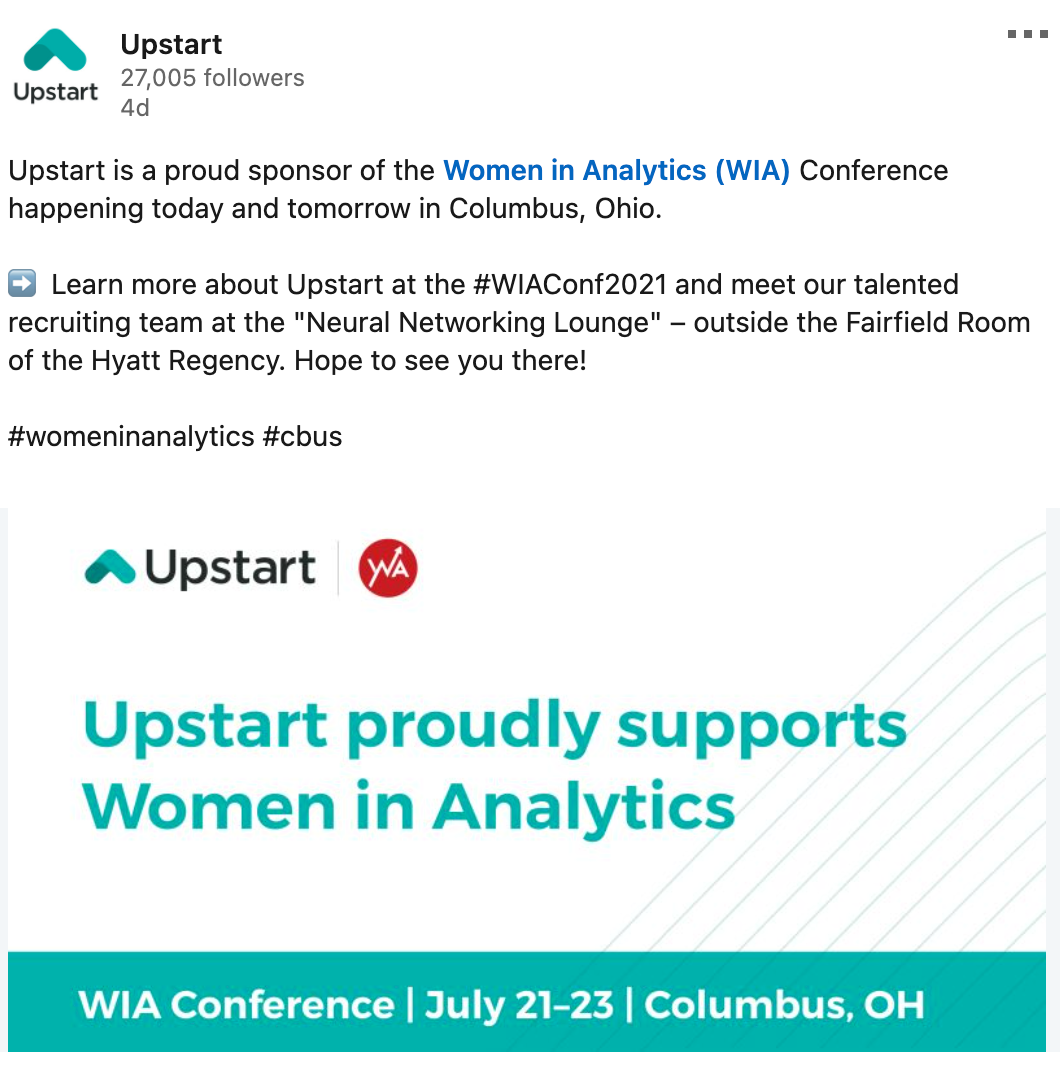 Upstart
27,005 followers
4d
Upstart
Upstart is a proud sponsor of the Women in Analytics (WIA) Conference
happening today and tomorrow in Columbus, Ohio.
➡️ Learn more about Upstart at the #WIAConf2021 and meet our talented
recruiting team at the "Neural Networking Lounge" – outside the Fairfield Room
of the Hyatt Regency. Hope to see you there!
#womeninanalytics #cbus
Upstart | WA
Upstart proudly supports
Women in Analytics
WIA Conference | July 21–23 | Columbus, OH